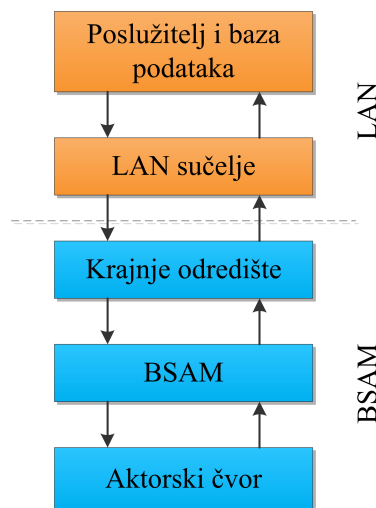 Poslužitelj i baza
podataka
LAN
LAN sučelje
Krajnje odredište
BSAM
BSAM
Aktorski čvor